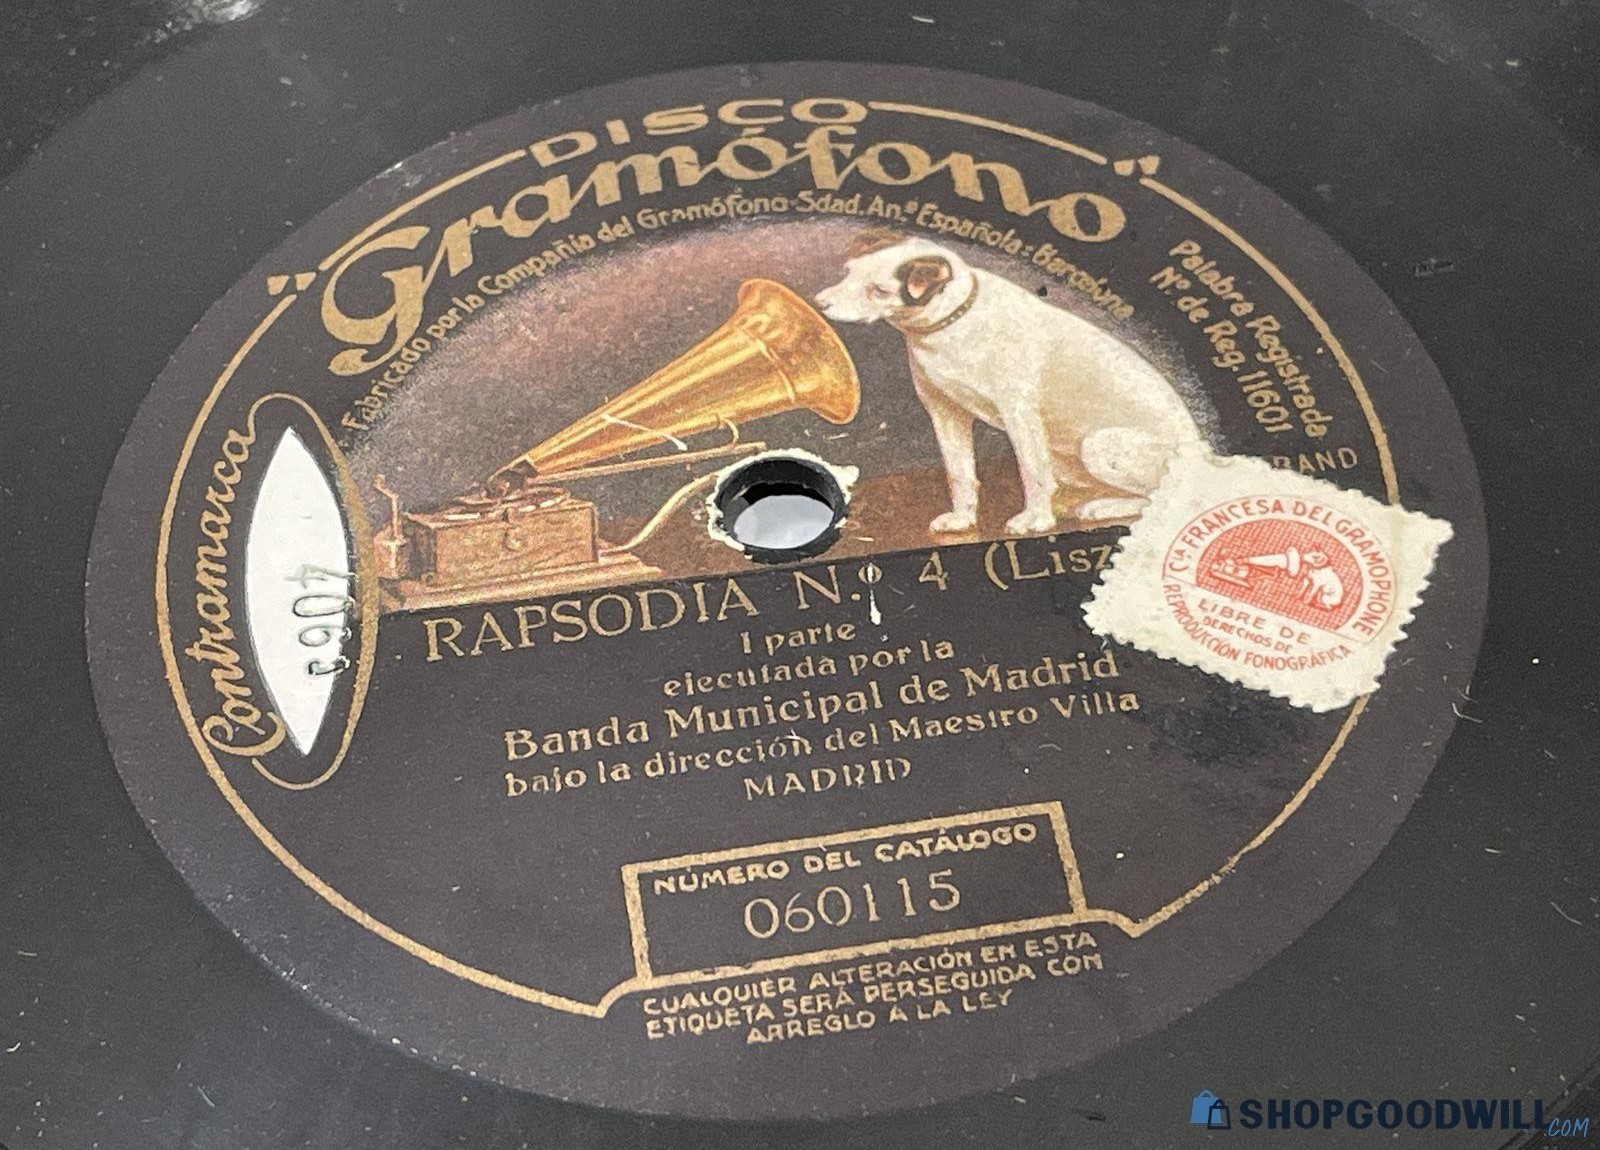 DISCO
"Gramófono"
Fabricado por la Compañia del Gramófono-Sdad. An.ª Española-Barcelona
Palabra Registrada
Nº de Reg. 11601
BAND
Contramarca
RAPSODIA N.º 4 (Lisz
I parte
ejecutada por la
Banda Municipal de Madrid
bajo la dirección del Maestro Villa
MADRID
Cía FRANCESA DEL GRAMOPHONE
LIBRE DE
DERECHOS DE
REPRODUCCIÓN FONOGRÁFICA
NÚMERO DEL CATÁLOGO
060115
CUALQUIER ALTERACIÓN EN ESTA
ETIQUETA SERÁ PERSEGUIDA CON
ARREGLO A LA LEY
SHOPGOODWILL.COM